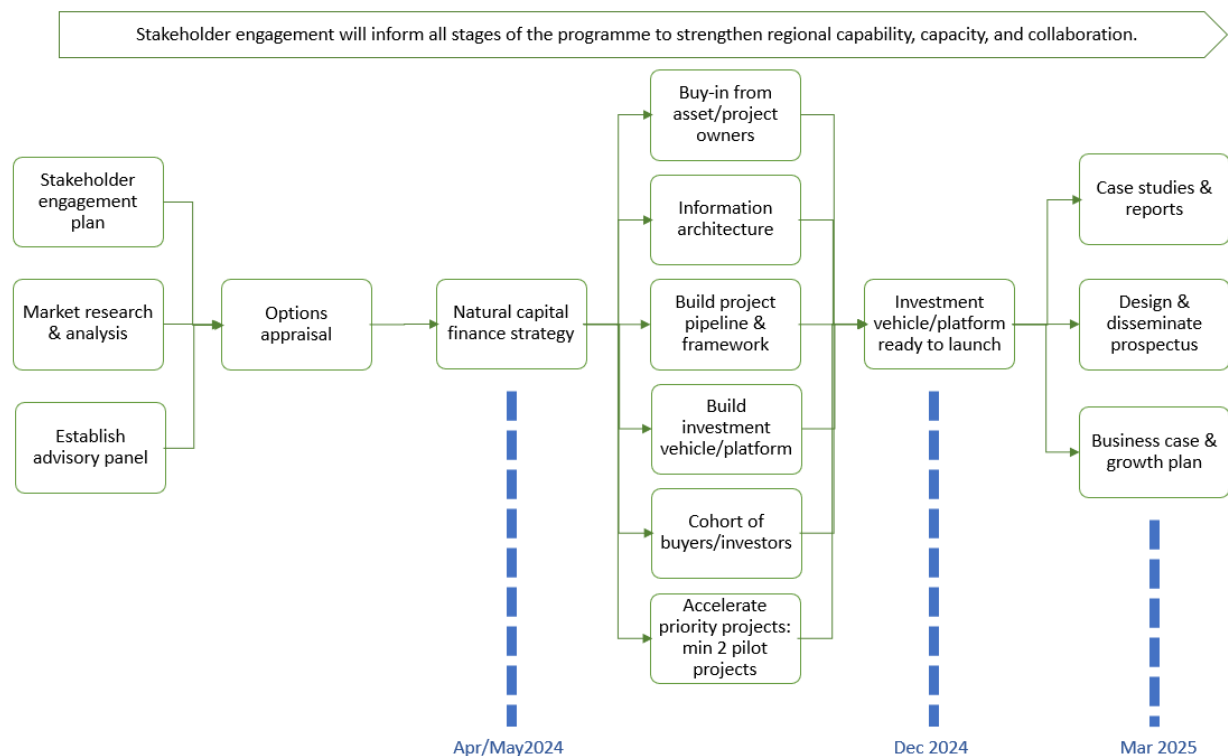 Stakeholder engagement will inform all stages of the programme to strengthen regional capability, capacity, and collaboration.
Stakeholder
engagement
plan
Market research
& analysis
Establish
advisory panel
Options
appraisal
Natural capital
finance strategy
Buy-in from
asset/project
owners
Information
architecture
Build project
pipeline &
framework
Build
investment
vehicle/platform
Cohort of
buyers/investors
Accelerate
priority projects:
min 2 pilot
projects
Investment
vehicle/platform
ready to launch
Case studies &
reports
Design &
disseminate
prospectus
Business case &
growth plan
Apr/May2024
Dec 2024
Mar 2025